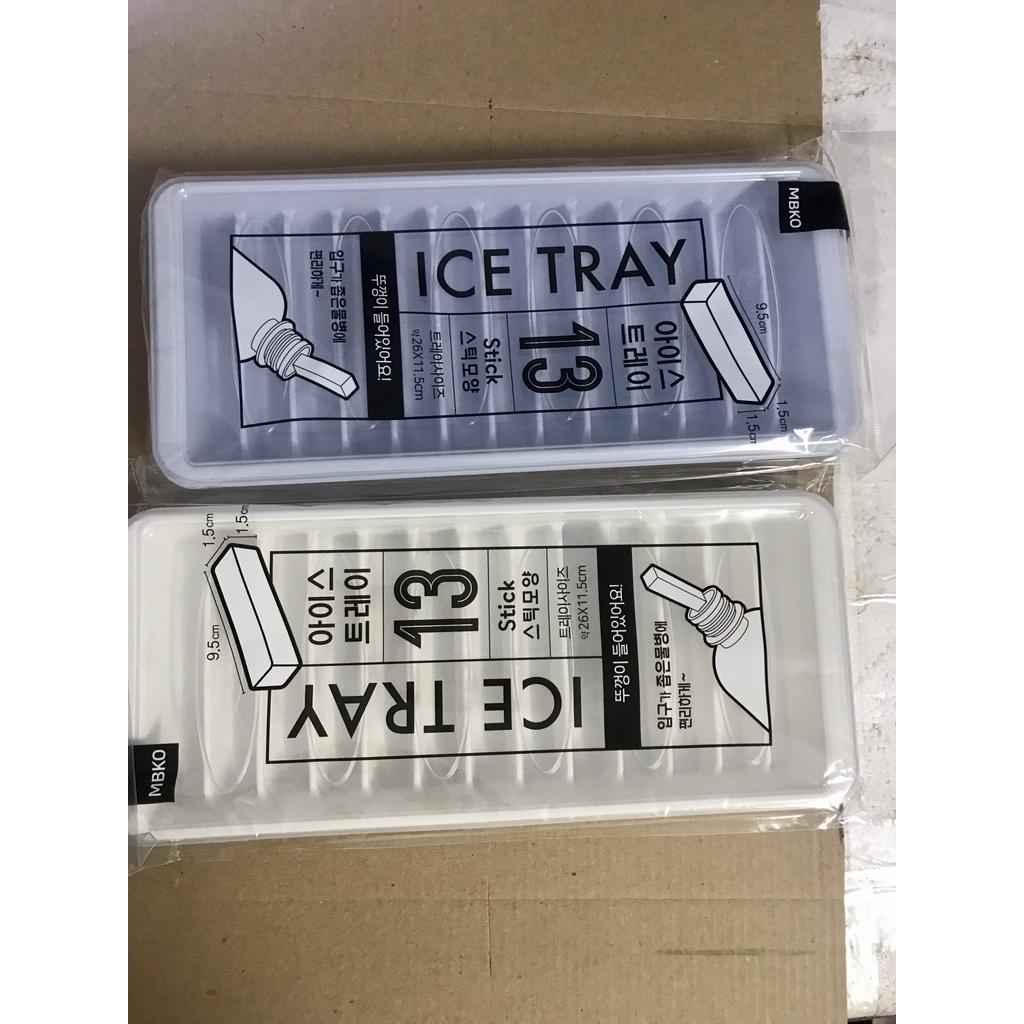 MBKO
ICE TRAY
입구가 좁은물병에
편리하게~
뚜껑이 들어있어요!
트레이사이즈
약26X11.5cm
Stick
스틱모양
13
아이스
트레이
9.5cm
1.5cm
1.5cm
1.5cm
1.5cm
9.5cm
아이스
트레이
13
Stick
스틱모양
트레이사이즈
약26X11.5cm
뚜껑이 들어있어요!
입구가 좁은물병에
편리하게~
ICE TRAY
MBKO